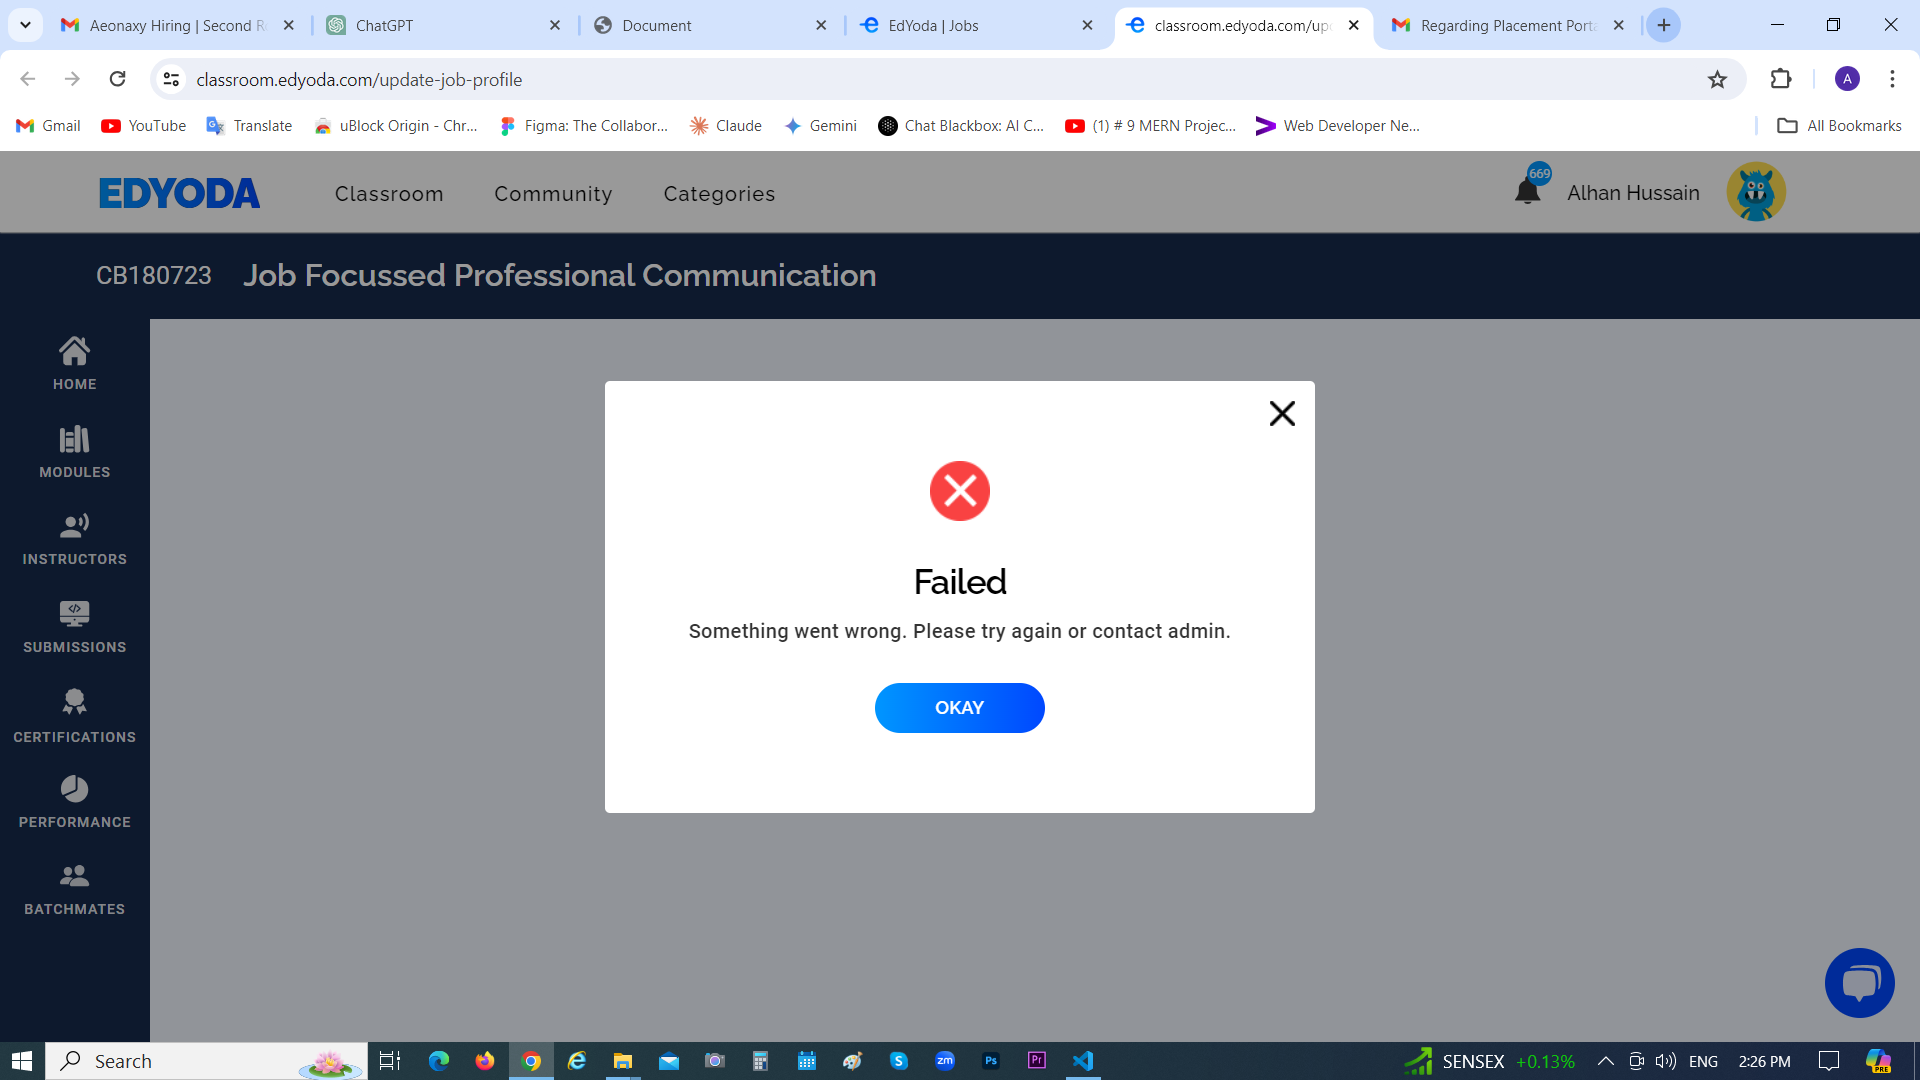 Aeonaxy Hiring | Second R
ChatGPT
Document
EdYoda | Jobs
classroom.edyoda.com/up
Regarding Placement Port
classroom.edyoda.com/update-job-profile
A
Gmail
YouTube
Translate
uBlock Origin - Chr...
Figma: The Collabor...
Claude
Gemini
Chat Blackbox: AI C...
(1) # 9 MERN Projec...
Web Developer Ne...
All Bookmarks
EDYODA
Classroom
Community
Categories
669
Alhan Hussain
CB180723
Job Focussed Professional Communication
HOME
MODULES
INSTRUCTORS
SUBMISSIONS
CERTIFICATIONS
PERFORMANCE
BATCHMATES
Failed
Something went wrong. Please try again or contact admin.
OKAY
Search
zm
Ps
Pr
SENSEX +0.13%
ENG
2:26 PM
PRE